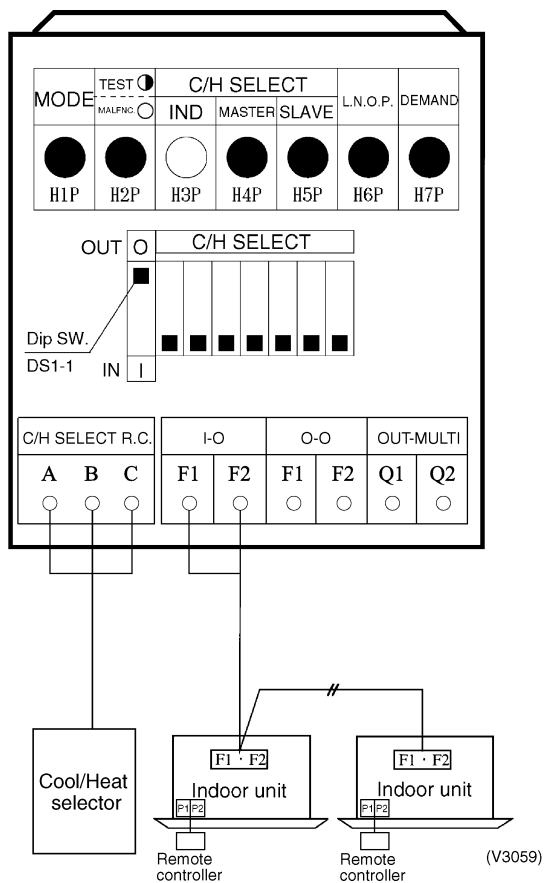 MODE TEST C/H SELECT L.N.O.P. DEMAND
MALFNC. IND MASTER SLAVE
H1P H2P H3P H4P H5P H6P H7P
OUT O C/H SELECT
Dip SW.
DS1-1
IN I
C/H SELECT R.C. I-O O-O OUT-MULTI
A B C F1 F2 F1 F2 Q1 Q2
Cool/Heat
selector
F1 · F2
Indoor unit
P1 P2
Remote
controller
F1 · F2
Indoor unit
P1 P2
Remote
controller
(V3059)